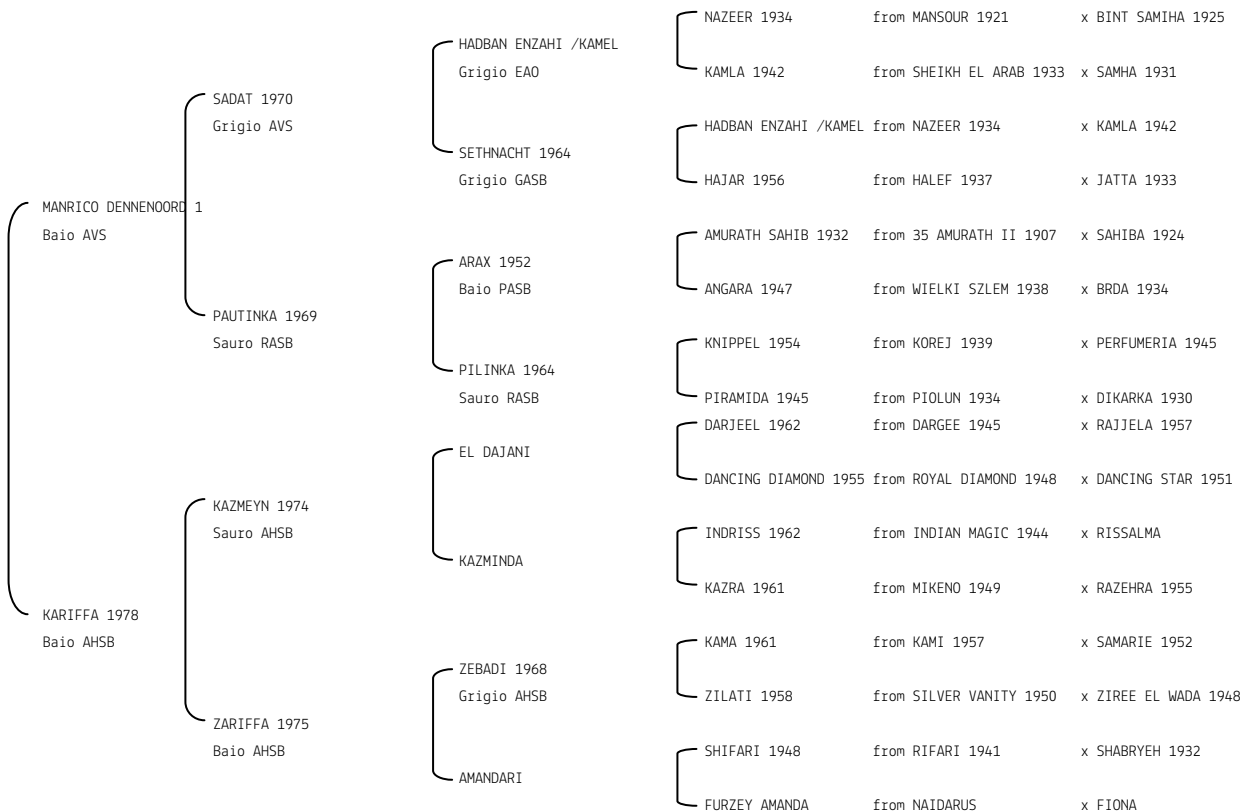 NAZEER 1934 from MANSOUR 1921 x BINT SAMIHA 1925
HADBAN ENZAHI /KAMEL
Grigio EAO
KAMLA 1942 from SHEIKH EL ARAB 1933 x SAMHA 1931
SADAT 1970
Grigio AVS
HADBAN ENZAHI /KAMEL from NAZEER 1934 x KAMLA 1942
SETHNACHT 1964
Grigio GASB
HAJAR 1956 from HALEF 1937 x JATTA 1933
MANRICO DENNENOORD 1
Baio AVS
AMURATH SAHIB 1932 from 35 AMURATH II 1907 x SAHIBA 1924
ARAX 1952
Baio PASB
ANGARA 1947 from WIELKI SZLEM 1938 x BRDA 1934
PAUTINKA 1969
Sauro RASB
KNIPPEL 1954 from KOREJ 1939 x PERFUMERIA 1945
PILINKA 1964
Sauro RASB
PIRAMIDA 1945 from PIOLUN 1934 x DIKARKA 1930
DARJEEL 1962 from DARGEE 1945 x RAJJELA 1957
EL DAJANI
DANCING DIAMOND 1955 from ROYAL DIAMOND 1948 x DANCING STAR 1951
KAZMEYN 1974
Sauro AHSB
INDRISS 1962 from INDIAN MAGIC 1944 x RISSALMA
KAZMINDA
KAZRA 1961 from MIKENO 1949 x RAZEHRA 1955
KARIFFA 1978
Baio AHSB
KAMA 1961 from KAMI 1957 x SAMARIE 1952
ZEBADI 1968
Grigio AHSB
ZILATI 1958 from SILVER VANITY 1950 x ZIREE EL WADA 1948
ZARIFFA 1975
Baio AHSB
SHIFARI 1948 from RIFARI 1941 x SHABRYEH 1932
AMANDARI
FURZEY AMANDA from NAIDARUS x FIONA